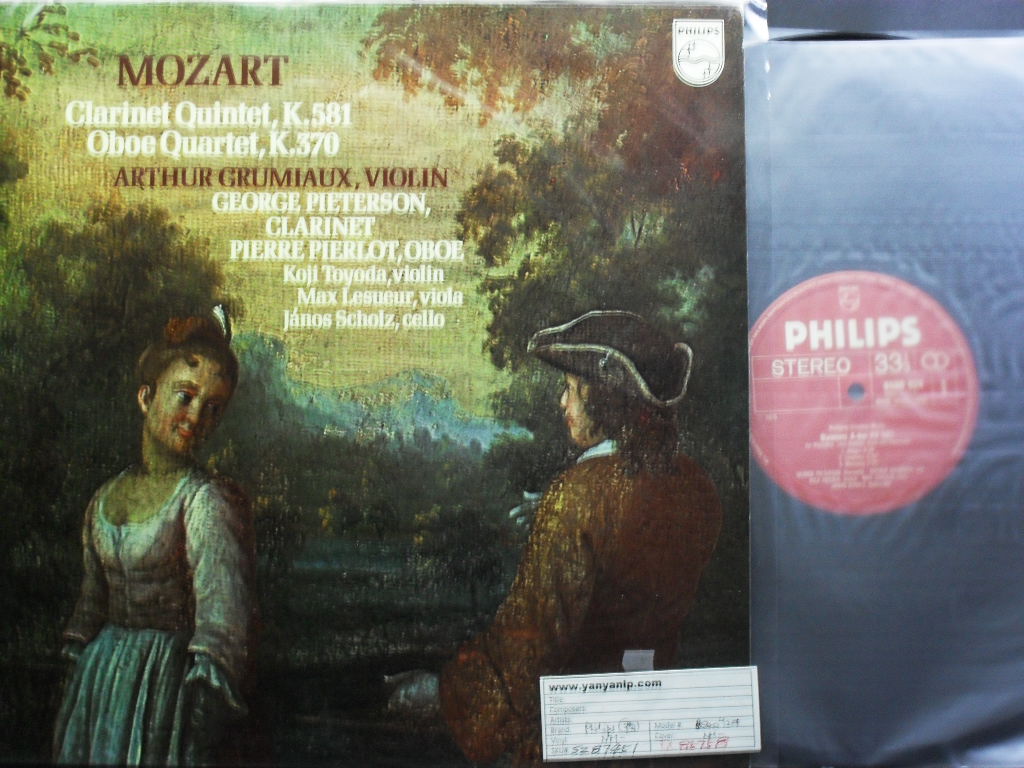 MOZART
Clarinet Quintet, K.581
Oboe Quartet, K.370
ARTHUR GRUMIAUX, VIOLIN
GEORGE PIETERSON,
CLARINET
PIERRE PIERLOT, OBOE
Koji Toyoda, violin
Max Lesueur, viola
János Scholz, cello
PHILIPS
PHILIPS
STEREO 33⅓
www.yanyanlp.com
Title:
Composers:
Artists:
Brand: Model #:
Vinyl: Cover:
SKU#